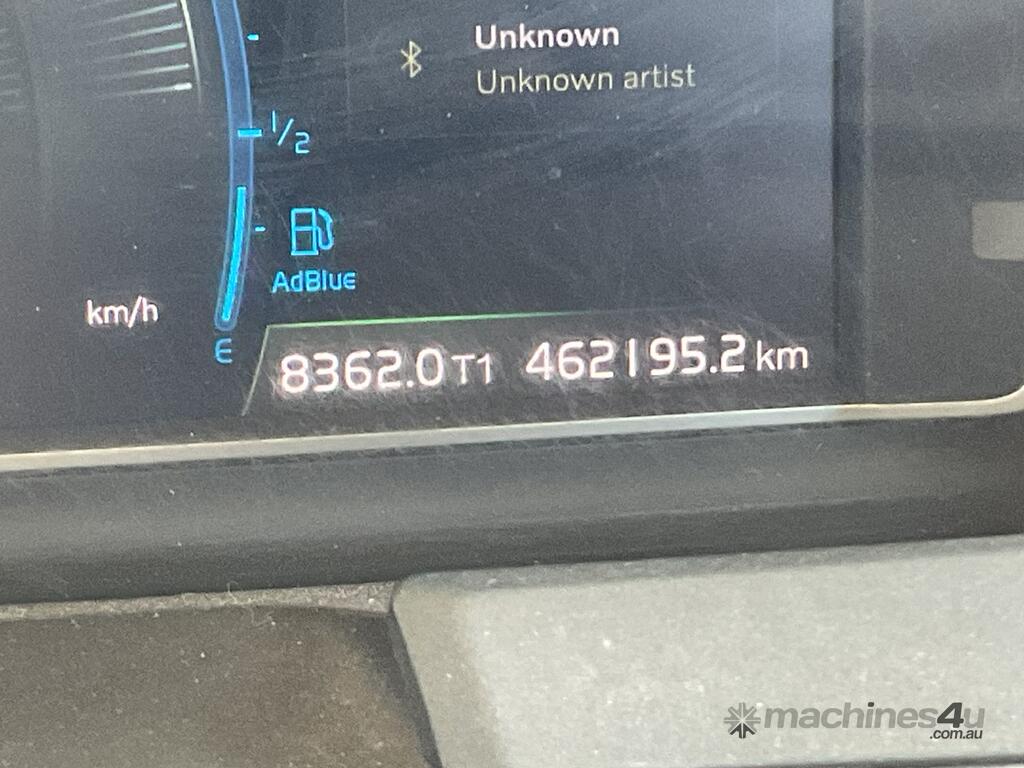 Unknown
Unknown artist
1/2
AdBlue
km/h
E
8362.0 T1 462195.2 km
machines4u
.com.au